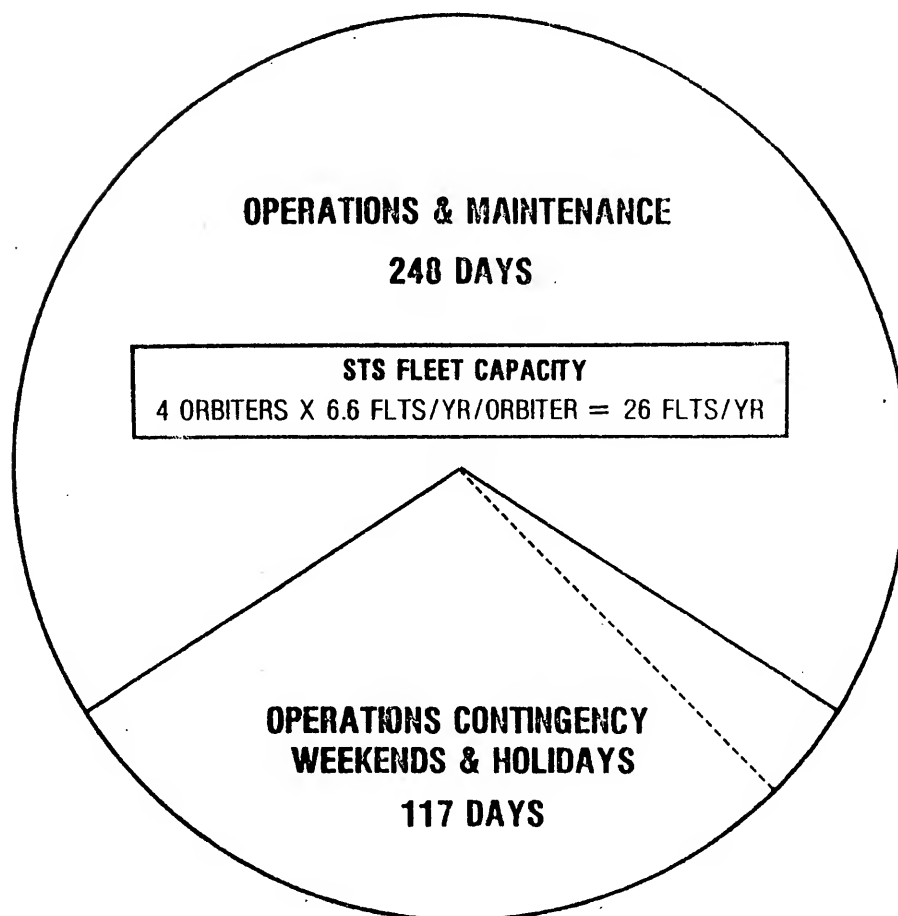 OPERATIONS & MAINTENANCE
248 DAYS
STS FLEET CAPACITY
4 ORBITERS X 6.6 FLTS/YR/ORBITER = 26 FLTS/YR
OPERATIONS CONTINGENCY
WEEKENDS & HOLIDAYS
117 DAYS